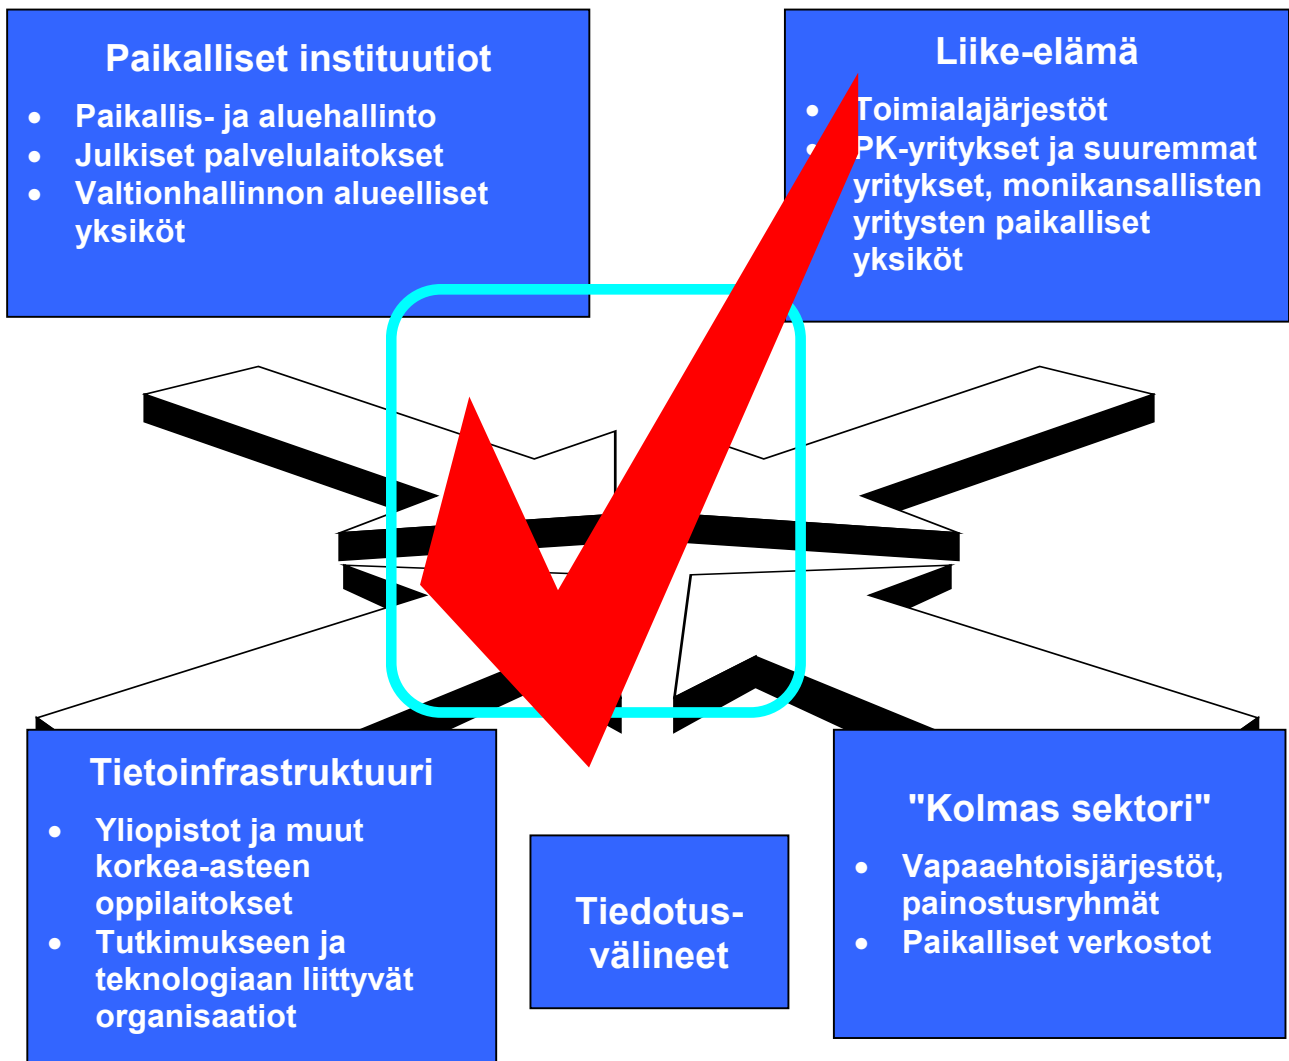 Paikalliset instituutiot
• Paikallis- ja aluehallinto
• Julkiset palvelulaitokset
• Valtionhallinnon alueelliset
yksiköt
Liike-elämä
• Toimialajärjestöt
• PK-yritykset ja suuremmat
yritykset, monikansallisten
yritysten paikalliset
yksiköt
Tietoinfrastruktuuri
• Yliopistot ja muut
korkea-asteen
oppilaitokset
• Tutkimukseen ja
teknologiaan liittyvät
organisaatiot
Tiedotus-
välineet
"Kolmas sektori"
• Vapaaehtoisjärjestöt,
painostusryhmät
• Paikalliset verkostot